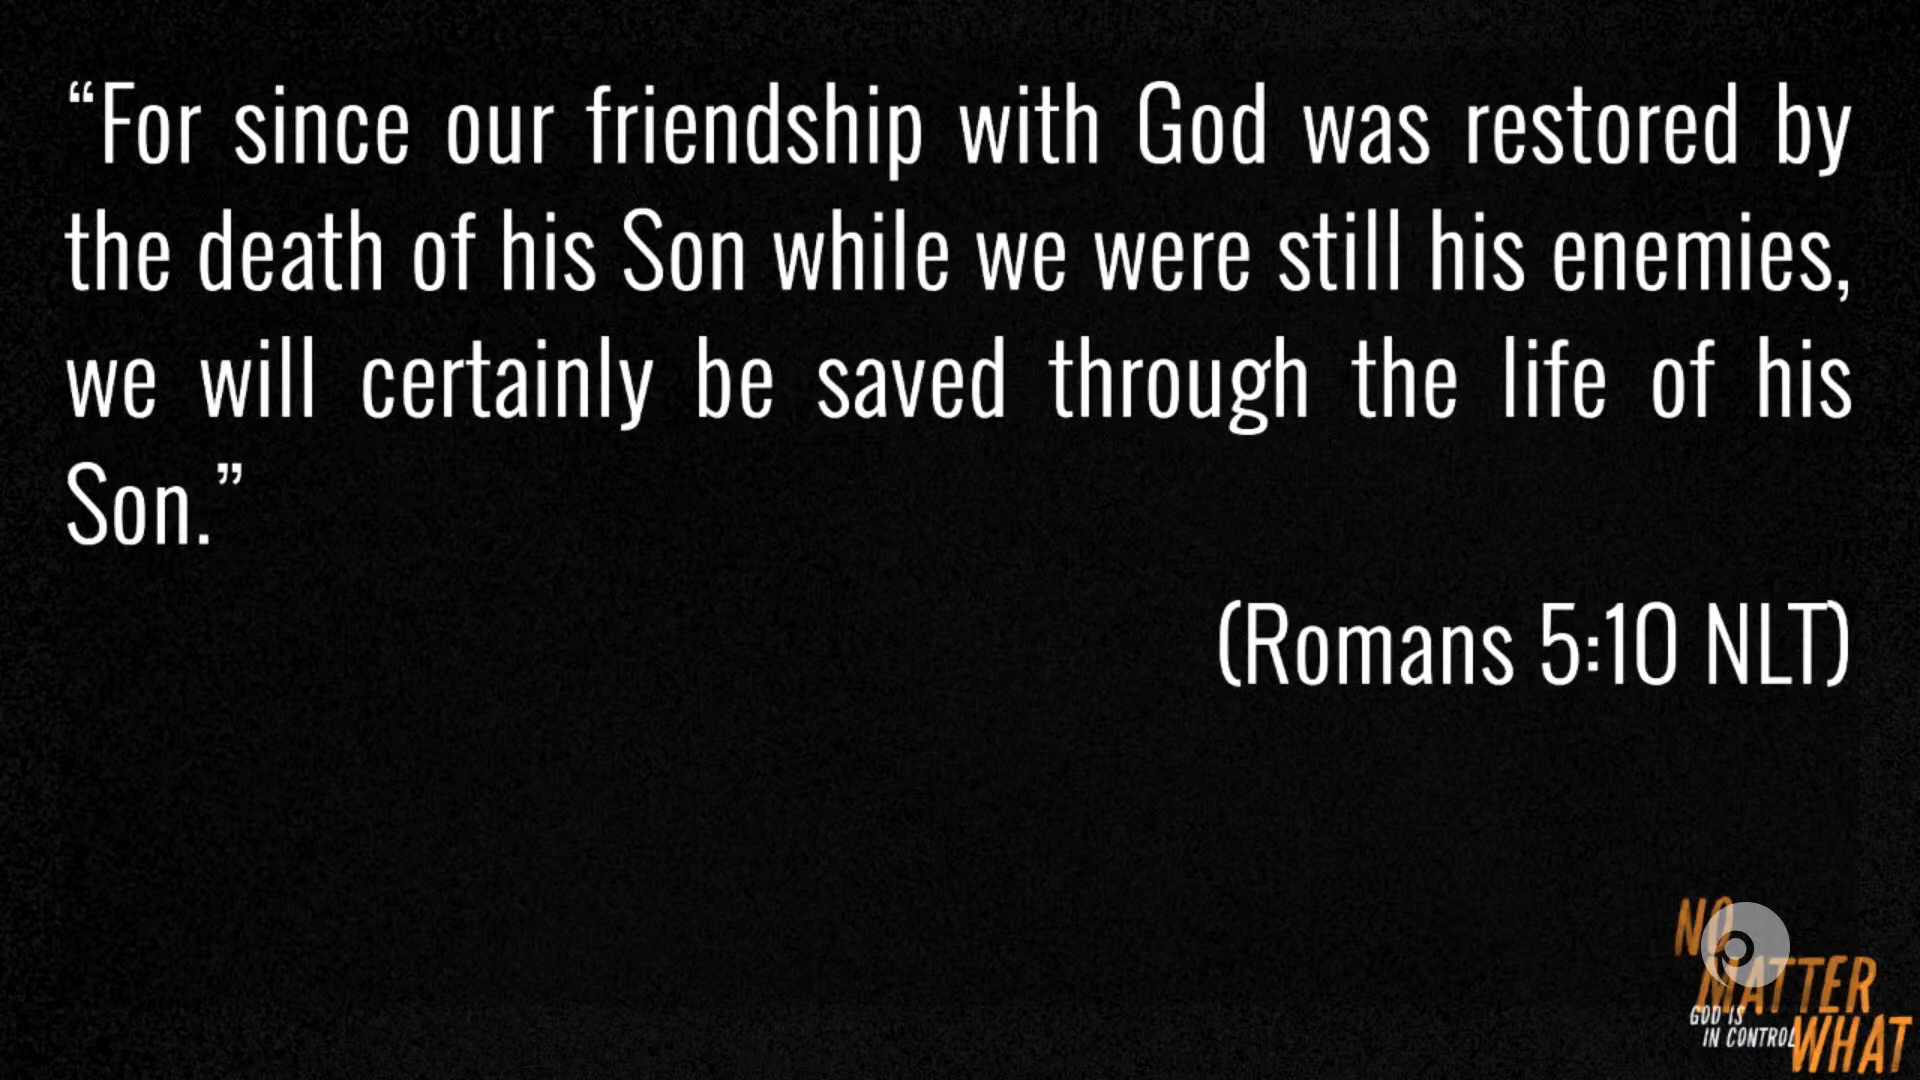 “For since our friendship with God was restored by
the death of his Son while we were still his enemies,
we will certainly be saved through the life of his
Son.”
(Romans 5:10 NLT)
NO
MATTER
GOD IS
IN CONTROL
WHAT